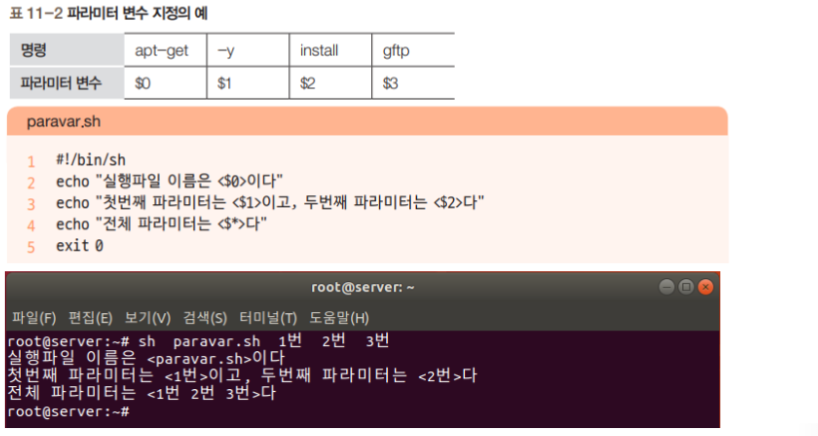 표 11-2 파라미터 변수 지정의 예
명령 apt-get -y install gftp
파라미터 변수 $0 $1 $2 $3
paravar.sh
1 #!/bin/sh
2 echo "실행파일 이름은 <$0>이다"
3 echo "첫번째 파라미터는 <$1>이고, 두번째 파라미터는 <$2>다"
4 echo "전체 파라미터는 <$*>다"
5 exit 0
root@server: ~
파일(F) 편집(E) 보기(V) 검색(S) 터미널(T) 도움말(H)
root@server:~# sh paravar.sh 1번 2번 3번
실행파일 이름은 <paravar.sh>이다
첫번째 파라미터는 <1번>이고, 두번째 파라미터는 <2번>다
전체 파라미터는 <1번 2번 3번>다
root@server:~#